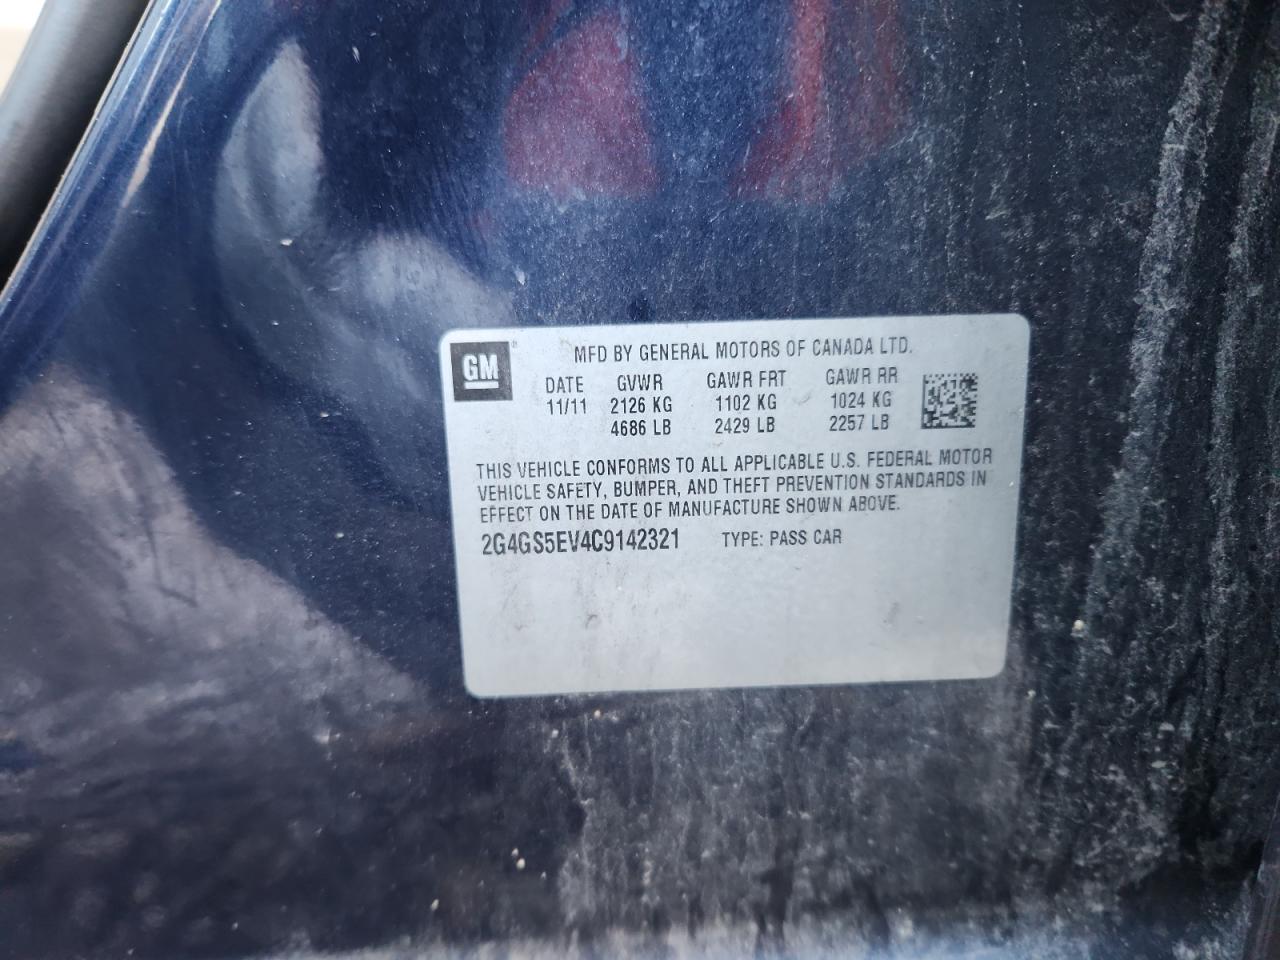 GM
MFD BY GENERAL MOTORS OF CANADA LTD.
DATE GVWR GAWR FRT GAWR RR
11/11 2126 KG 1102 KG 1024 KG
4686 LB 2429 LB 2257 LB
THIS VEHICLE CONFORMS TO ALL APPLICABLE U.S. FEDERAL MOTOR
VEHICLE SAFETY, BUMPER, AND THEFT PREVENTION STANDARDS IN
EFFECT ON THE DATE OF MANUFACTURE SHOWN ABOVE.
2G4GS5EV4C9142321 TYPE: PASS CAR